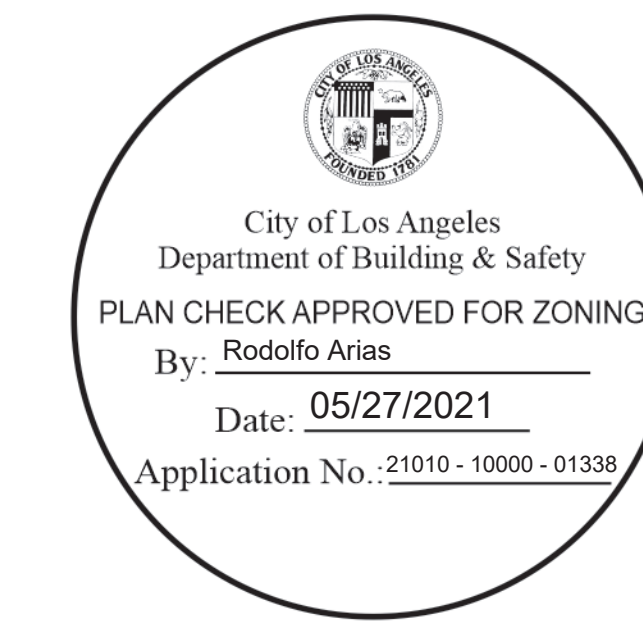 CITY OF LOS ANGELES
FOUNDED 1781
City of Los Angeles
Department of Building & Safety
PLAN CHECK APPROVED FOR ZONING
By: Rodolfo Arias
Date: 05/27/2021
Application No.: 21010 - 10000 - 01338